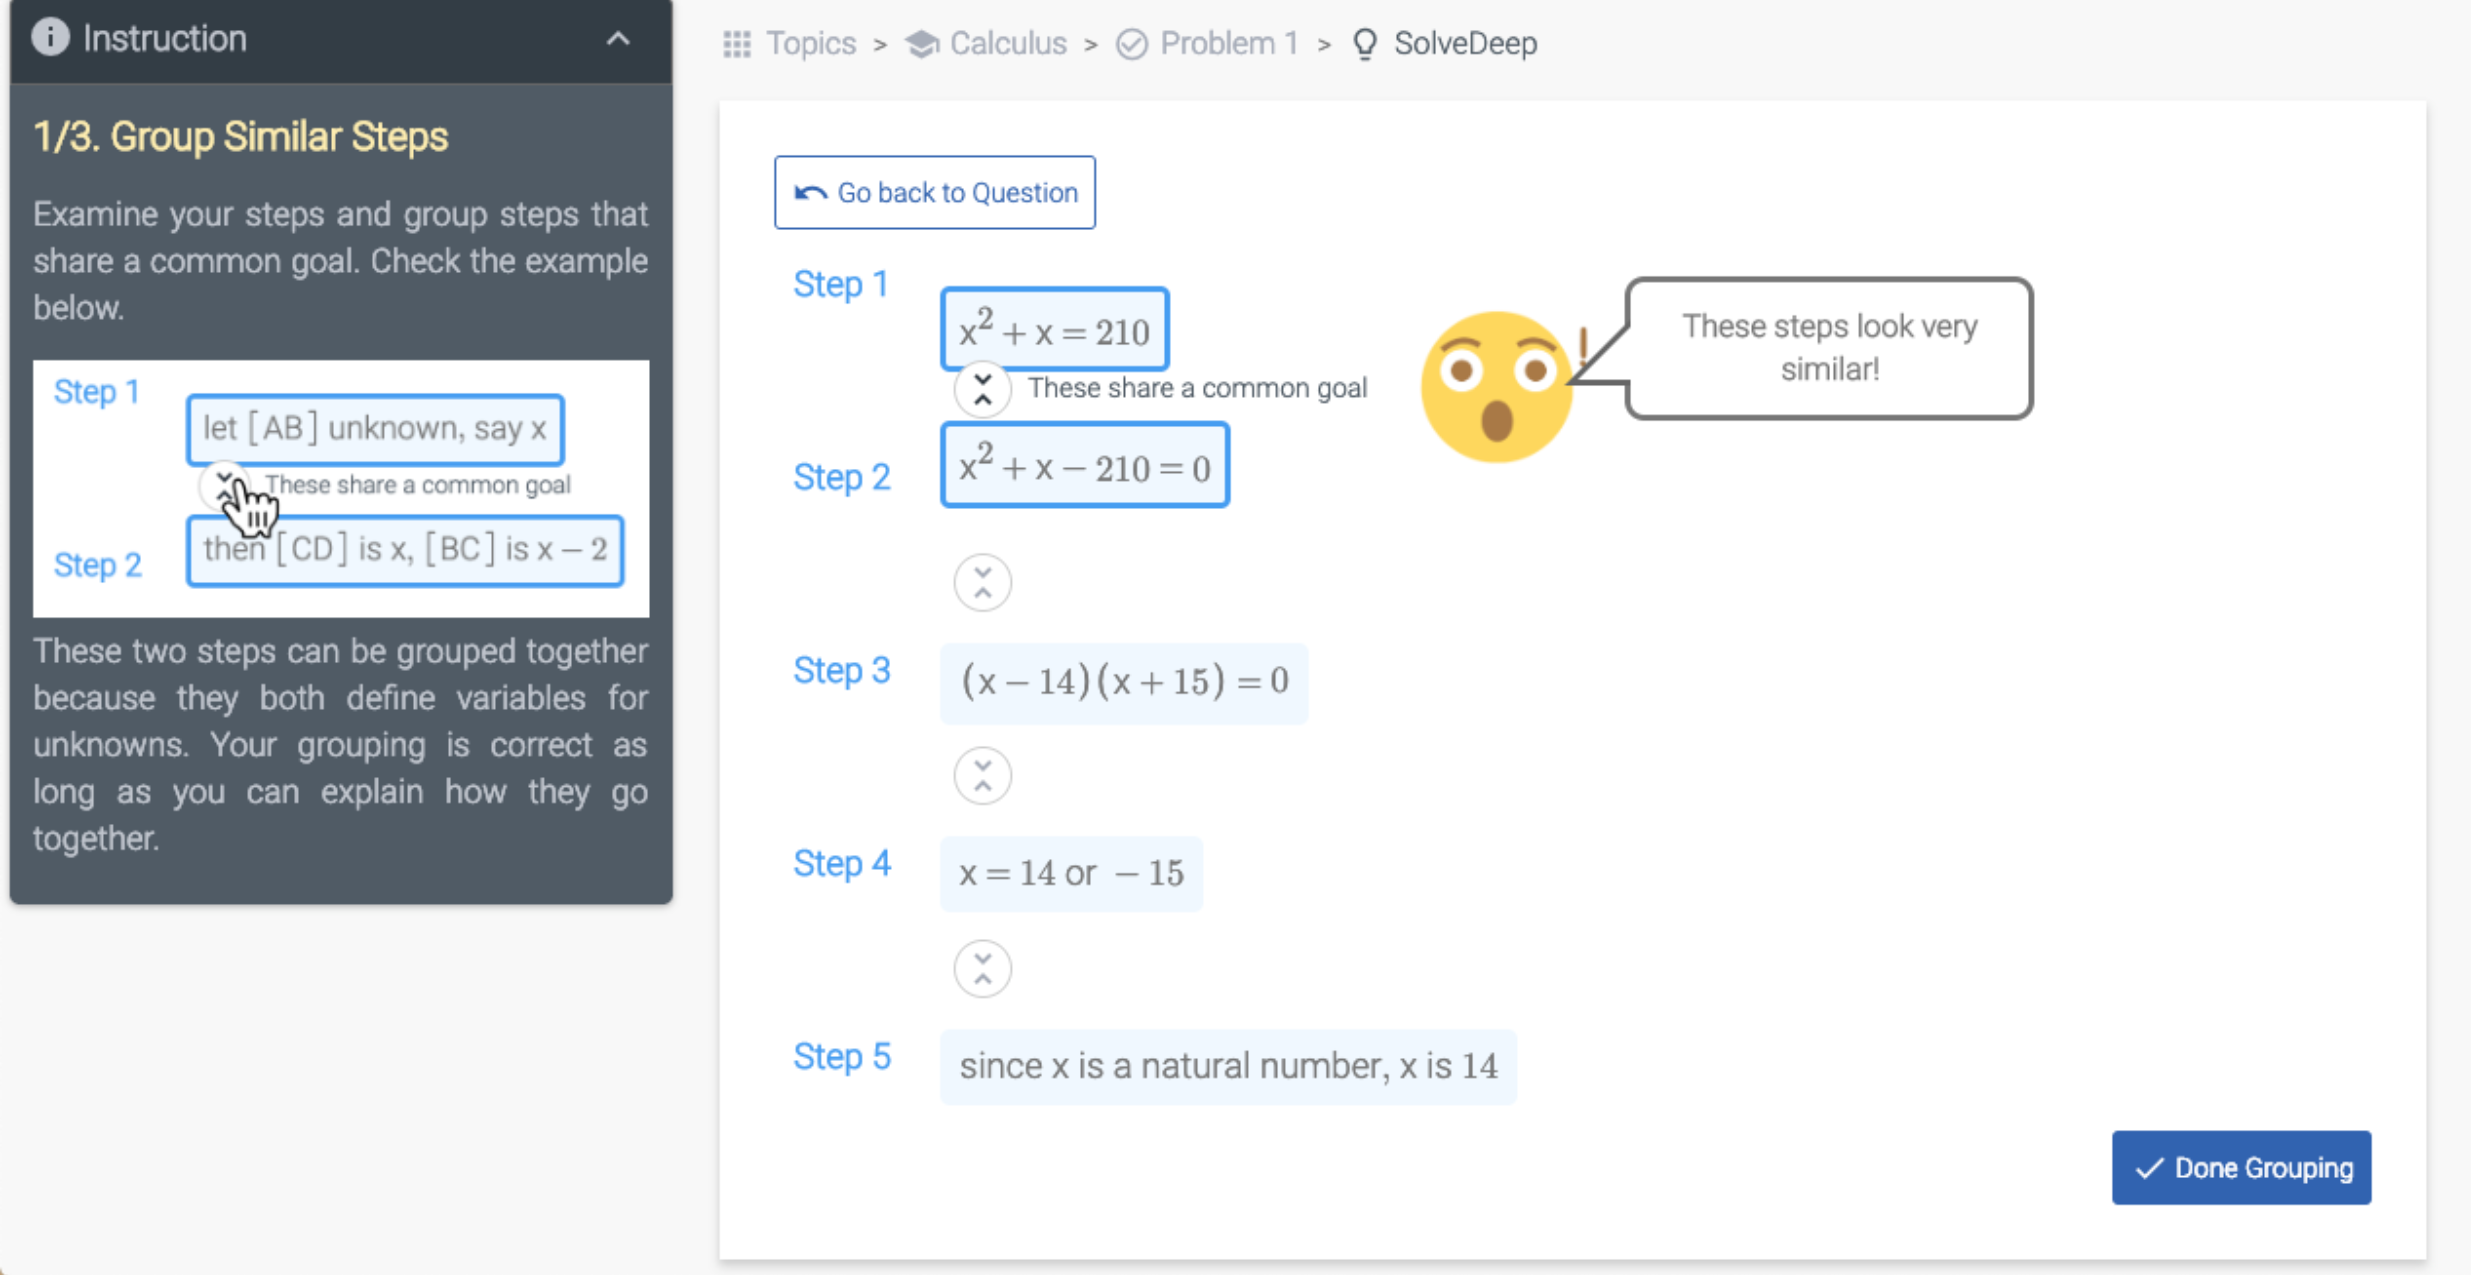 Instruction
1/3. Group Similar Steps
Examine your steps and group steps that
share a common goal. Check the example
below.
Step 1
let [AB] unknown, say x
These share a common goal
Step 2
then [CD] is x, [BC] is x − 2
These two steps can be grouped together
because they both define variables for
unknowns. Your grouping is correct as
long as you can explain how they go
together.
Topics > Calculus > Problem 1 > SolveDeep
Go back to Question
Step 1
x² + x = 210
These share a common goal
Step 2
x² + x − 210 = 0
These steps look very
similar!
!
Step 3
(x − 14)(x + 15) = 0
Step 4
x = 14 or − 15
Step 5
since x is a natural number, x is 14
Done Grouping